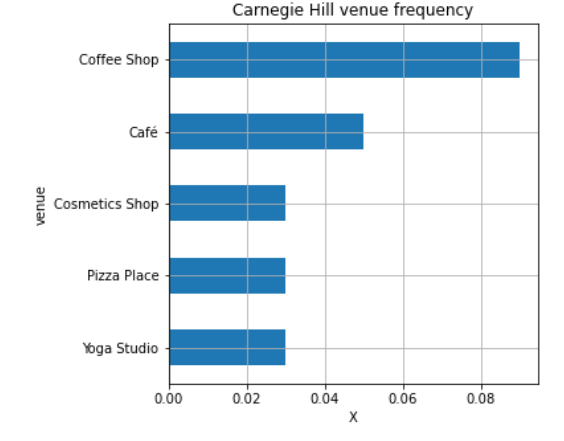 Carnegie Hill venue frequency
Coffee Shop
Café
Cosmetics Shop
Pizza Place
Yoga Studio
venue
0.00 0.02 0.04 0.06 0.08
X